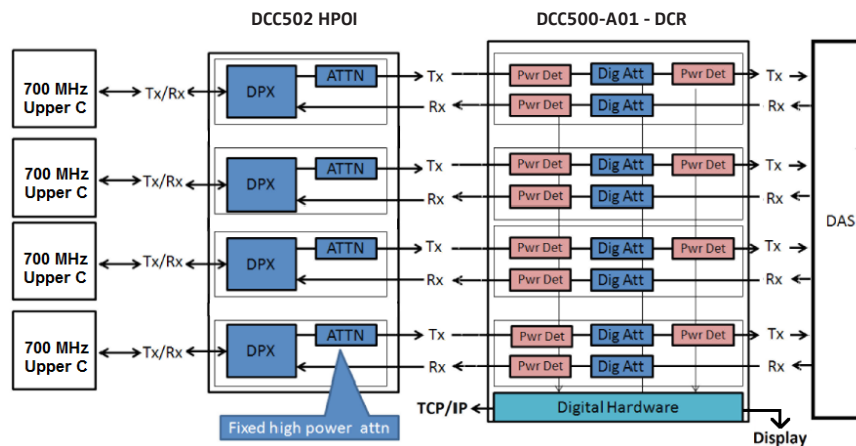 DCC502 HPOI
DCC500-A01 - DCR
700 MHz
Upper C
Tx/Rx
DPX
ATTN
Tx
Rx
Pwr Det
Dig Att
Pwr Det
Pwr Det
Dig Att
Tx
Rx
700 MHz
Upper C
Tx/Rx
DPX
ATTN
Tx
Rx
Pwr Det
Dig Att
Pwr Det
Pwr Det
Dig Att
Tx
Rx
700 MHz
Upper C
Tx/Rx
DPX
ATTN
Tx
Rx
Pwr Det
Dig Att
Pwr Det
Pwr Det
Dig Att
Tx
Rx
700 MHz
Upper C
Tx/Rx
DPX
ATTN
Tx
Rx
Pwr Det
Dig Att
Pwr Det
Pwr Det
Dig Att
Tx
Rx
DAS
Fixed high power attn
TCP/IP
Digital Hardware
Display